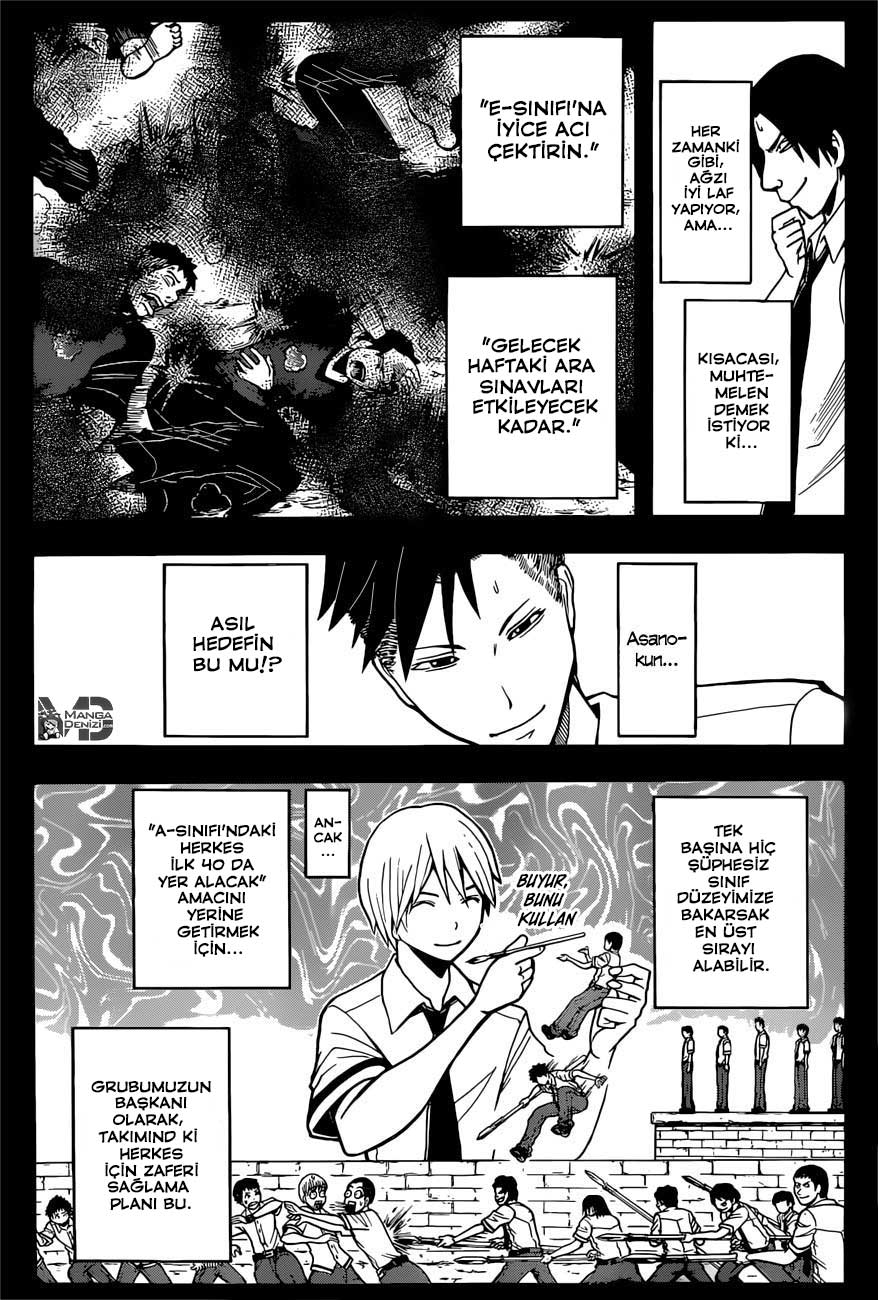 HER
ZAMANKİ
GİBİ,
AĞZI
İYİ LAF
YAPIYOR,
AMA...
KISACASI,
MUHTE-
MELEN
DEMEK
İSTİYOR
Kİ...
"E-SINIFI'NA
İYİCE ACI
ÇEKTİRİN."
"GELECEK
HAFTAKİ ARA
SINAVLARI
ETKİLEYECEK
KADAR."
Asano-
kun...
ASIL
HEDEFİN
BU MU!?
MANGA
DENİZİ.com
TEK
BAŞINA HİÇ
ŞÜPHESİZ
SINIF
DÜZEYİMİZE
BAKARSAK
EN ÜST
SIRAYI
ALABİLİR.
BUYUR,
BUNU
KULLAN
AN-
CAK
...
"A-SINIFI'NDAKİ
HERKES
İLK 40 DA
YER ALACAK"
AMACINI
YERİNE
GETİRMEK
İÇİN...
GRUBUMUZUN
BAŞKANI
OLARAK,
TAKIMIND Kİ
HERKES
İÇİN ZAFERİ
SAĞLAMA
PLANI BU.